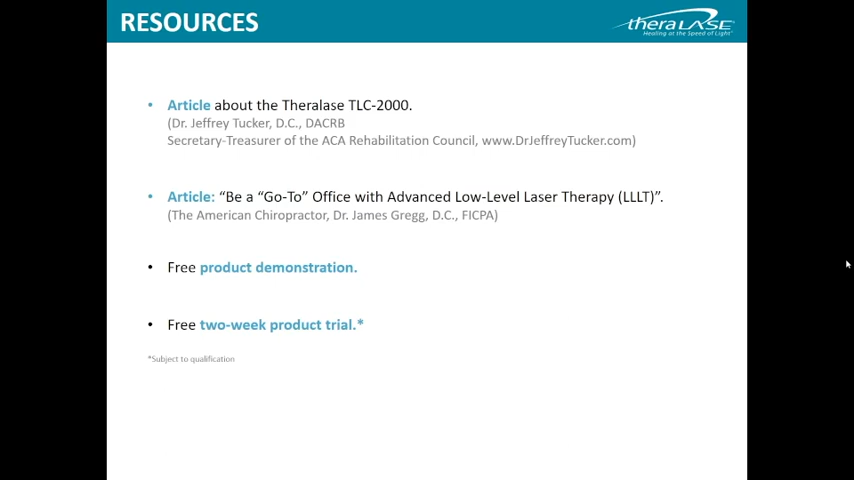 RESOURCES
theraLASE
Healing at the Speed of Light
• Article about the Theralase TLC-2000.
(Dr. Jeffrey Tucker, D.C., DACRB
Secretary-Treasurer of the ACA Rehabilitation Council, www.DrJeffreyTucker.com)
• Article: “Be a “Go-To” Office with Advanced Low-Level Laser Therapy (LLLT)”.
(The American Chiropractor, Dr. James Gregg, D.C., FICPA)
• Free product demonstration.
• Free two-week product trial.*
*Subject to qualification